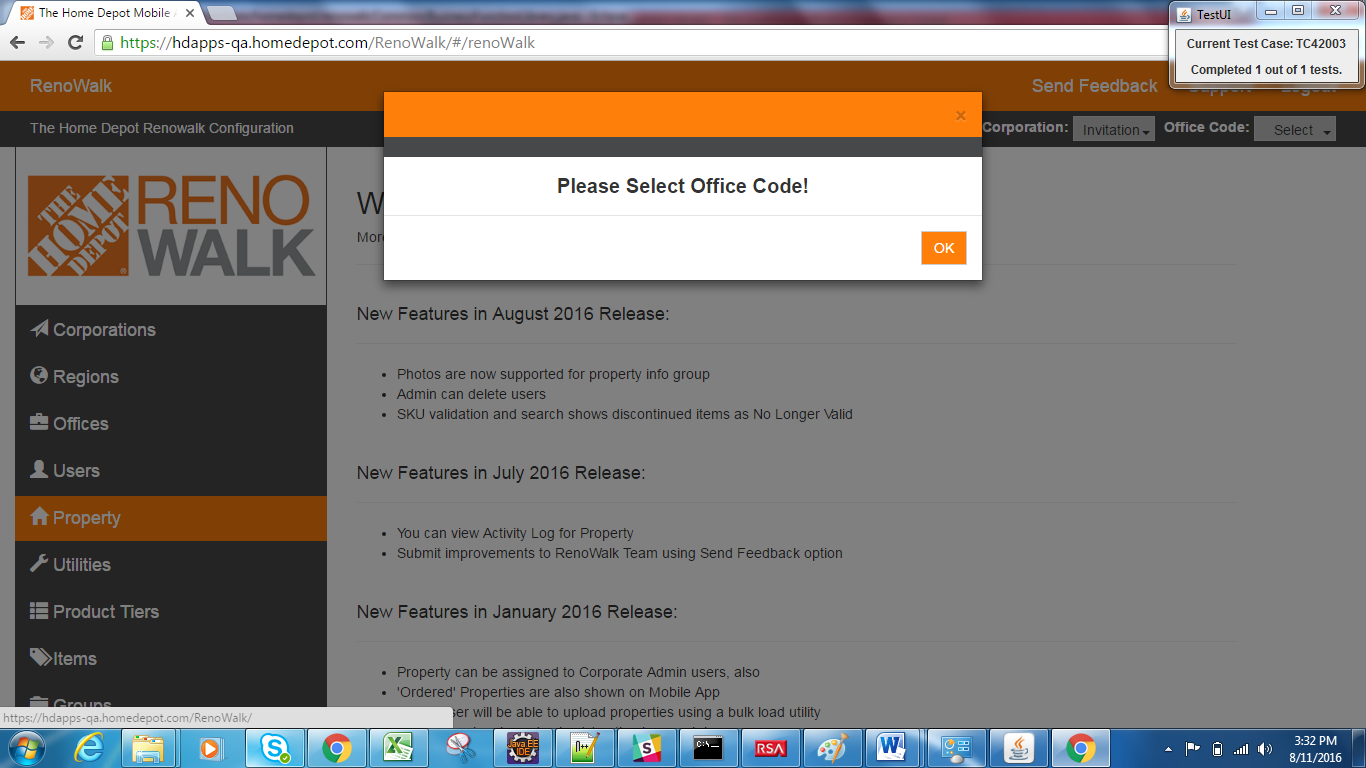 The Home Depot Mobile A
TestUI
Current Test Case: TC42003
Completed 1 out of 1 tests.
https://hdapps-qa.homedepot.com/RenoWalk/#/renoWalk
RenoWalk
Send Feedback
Support
Logout
The Home Depot Renowalk Configuration
Corporation:
Invitation
Office Code:
Select
×
Please Select Office Code!
OK
THE HOME DEPOT
RENO
WALK
W
More
Corporations
Regions
Offices
Users
Property
Utilities
Product Tiers
Items
Groups
New Features in August 2016 Release:
• Photos are now supported for property info group
• Admin can delete users
• SKU validation and search shows discontinued items as No Longer Valid
New Features in July 2016 Release:
• You can view Activity Log for Property
• Submit improvements to RenoWalk Team using Send Feedback option
New Features in January 2016 Release:
• Property can be assigned to Corporate Admin users, also
• 'Ordered' Properties are also shown on Mobile App
ser will be able to upload properties using a bulk load utility
https://hdapps-qa.homedepot.com/RenoWalk/
Java EE
IDE
C:\_
RSA
3:32 PM
8/11/2016